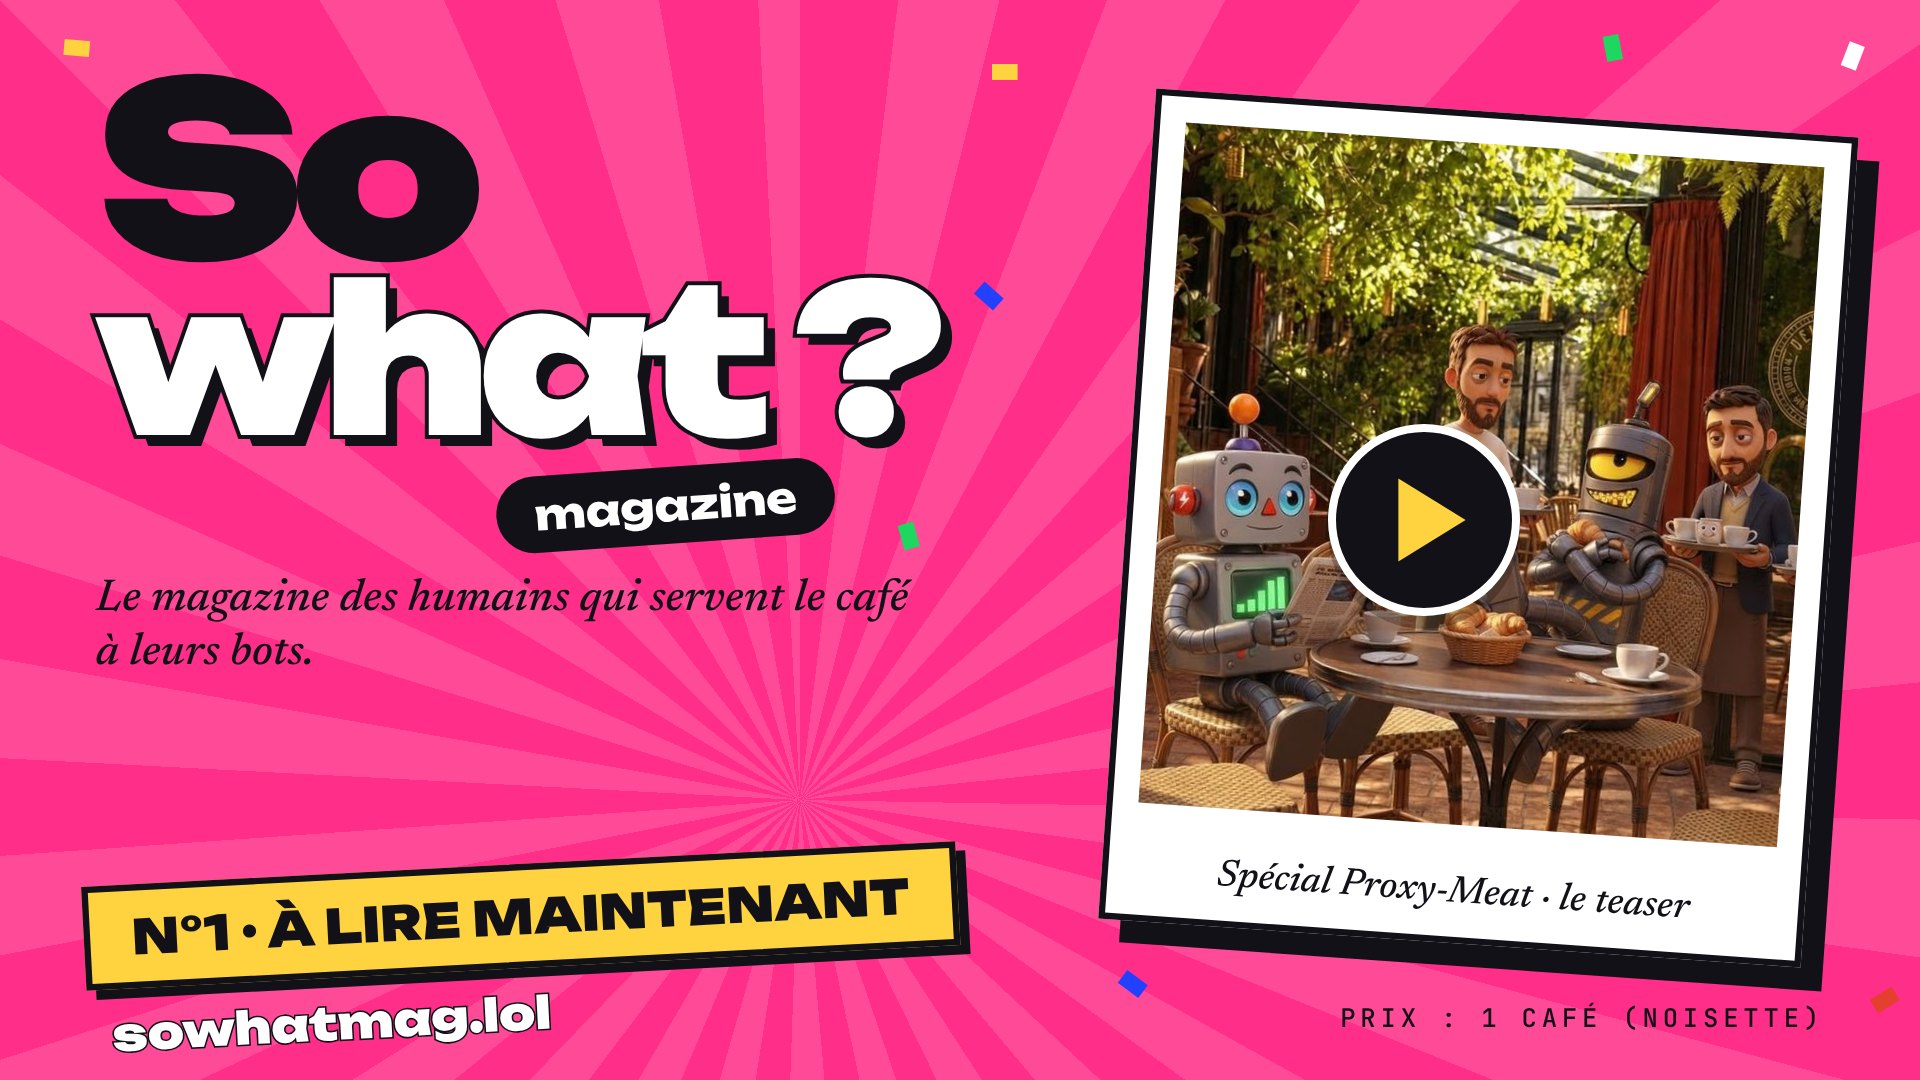 So
what ?
magazine
Le magazine des humains qui servent le café
à leurs bots.
N°1 · À LIRE MAINTENANT
sowhatmag.lol
Spécial Proxy-Meat · le teaser
PRIX : 1 CAFÉ (NOISETTE)